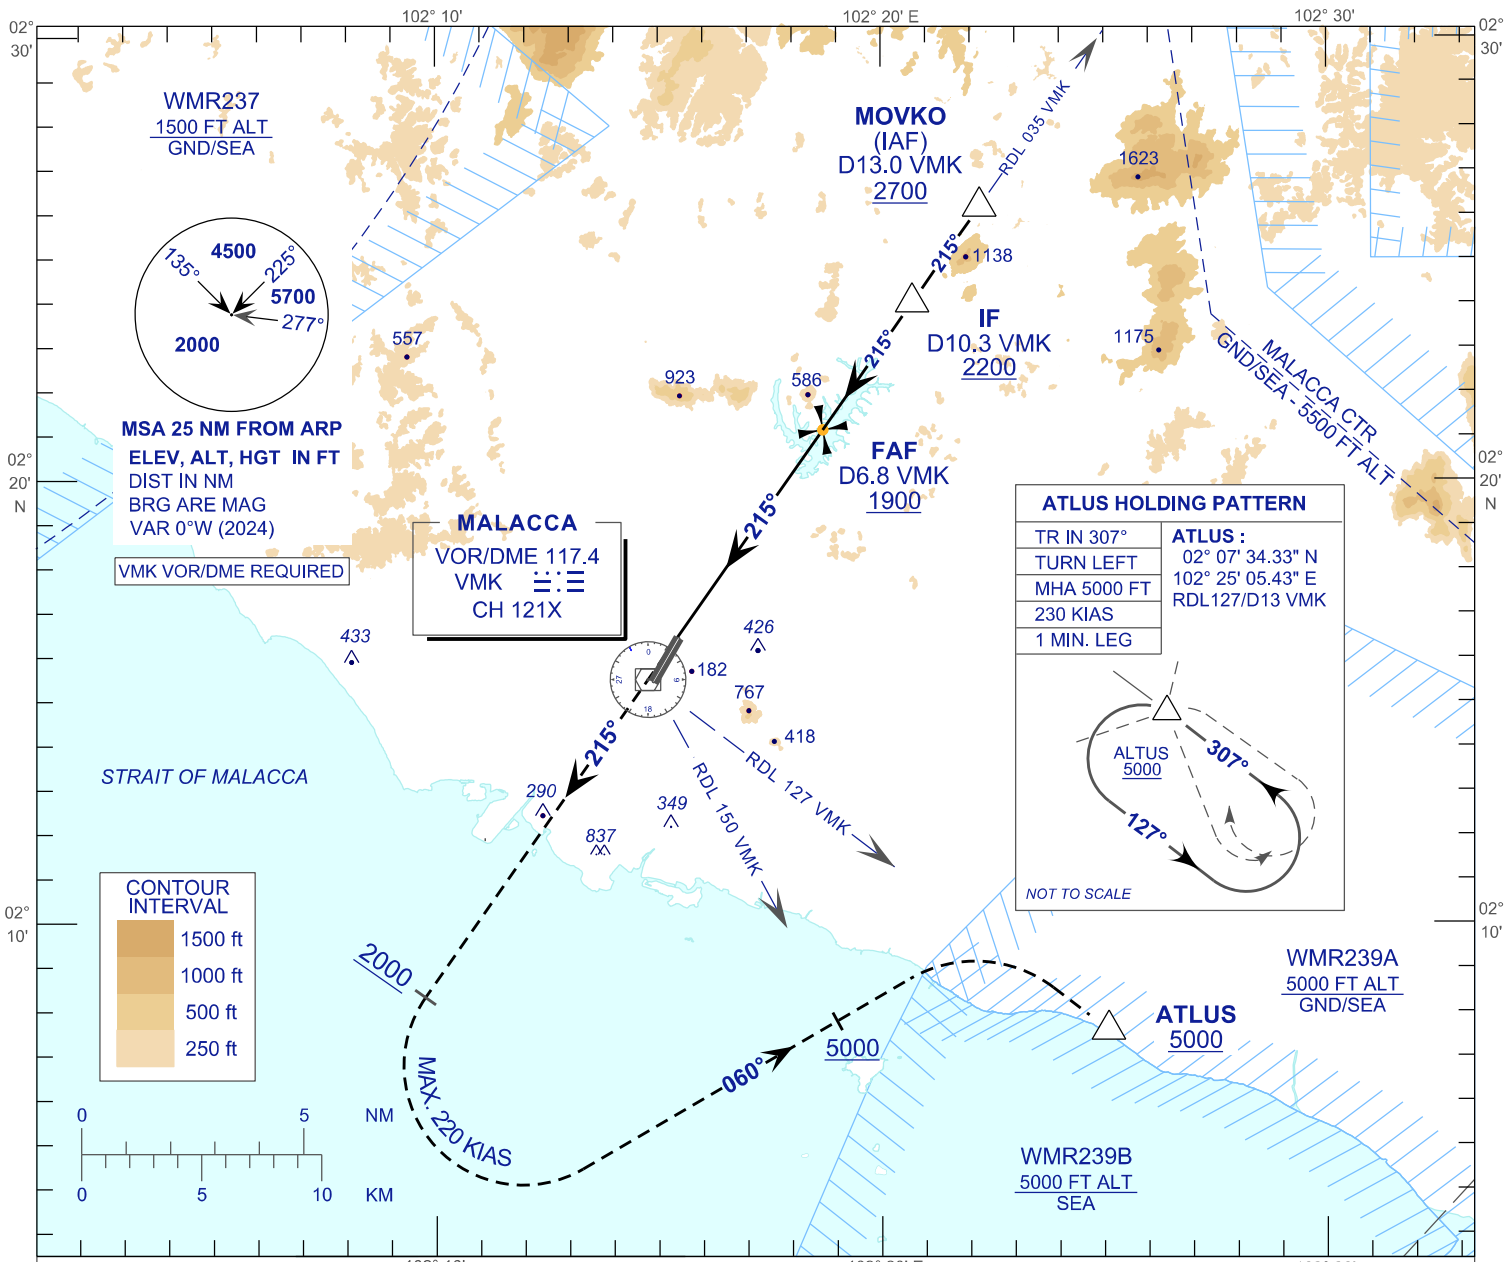 102° 10'
102° 20' E
102° 30'
02°
30'
02°
30'
WMR237
1500 FT ALT
GND/SEA
MOVKO
(IAF)
D13.0 VMK
2700
RDL 035 VMK
1623
4500
135°
225°
5700
277°
2000
215°
1138
557
IF
D10.3 VMK
2200
215°
1175
MALACCA CTR
GND/SEA - 5500 FT ALT
923
586
MSA 25 NM FROM ARP
ELEV, ALT, HGT IN FT
DIST IN NM
BRG ARE MAG
VAR 0°W (2024)
VMK VOR/DME REQUIRED
02°
20'
N
02°
20'
N
FAF
D6.8 VMK
1900
215°
MALACCA
VOR/DME 117.4
VMK
CH 121X
ATLUS HOLDING PATTERN
TR IN 307°
TURN LEFT
MHA 5000 FT
230 KIAS
1 MIN. LEG
ATLUS :
02° 07' 34.33" N
102° 25' 05.43" E
RDL127/D13 VMK
433
426
182
0
9
18
27
767
418
215°
STRAIT OF MALACCA
RDL 127 VMK
RDL 150 VMK
290
349
837
ALTUS
5000
307°
127°
NOT TO SCALE
CONTOUR
INTERVAL
1500 ft
1000 ft
500 ft
250 ft
02°
10'
02°
10'
2000
MAX. 220 KIAS
060°
5000
ATLUS
5000
WMR239A
5000 FT ALT
GND/SEA
WMR239B
5000 FT ALT
SEA
0
5
NM
0
5
10
KM